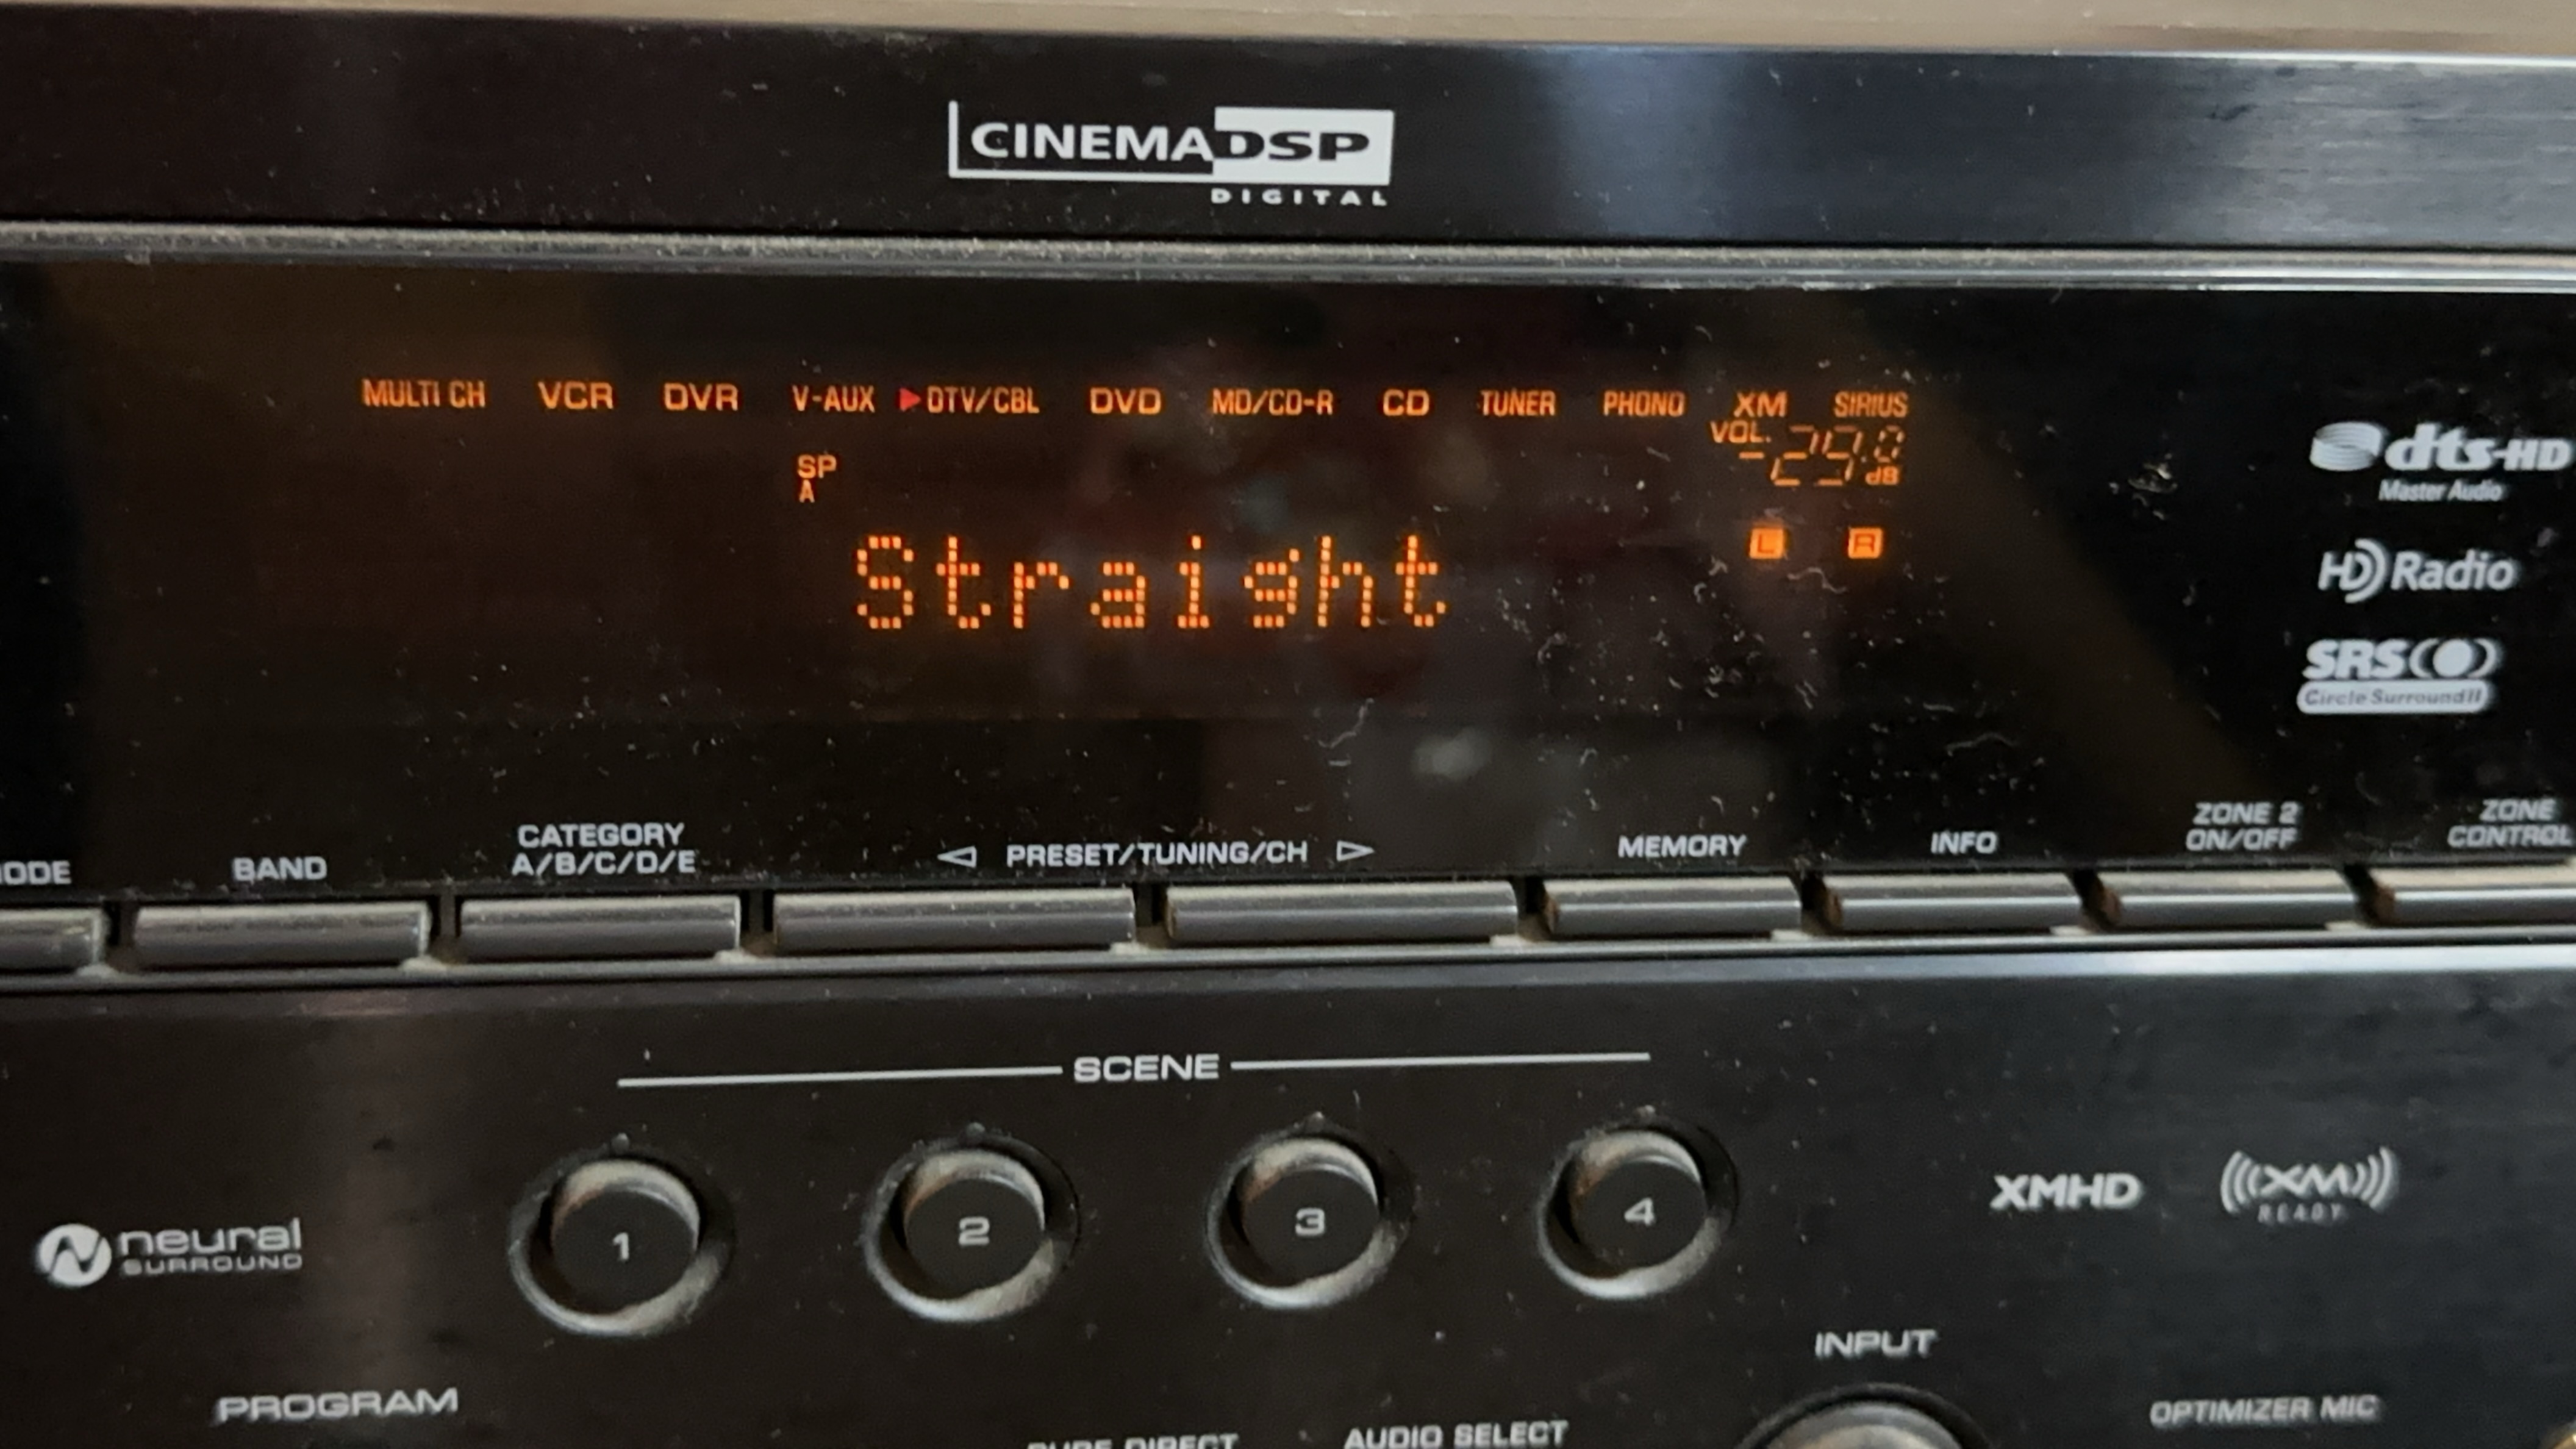 CINEMA DSP
DIGITAL
MULTI CH VCR DVR V-AUX DTV/CBL DVD MD/CD-R CD TUNER PHONO XM SIRIUS
VOL. -29.0 dB
SP
A
L R
Straight
dts-HD
Master Audio
HD Radio
SRS
Circle Surround II
ODE
BAND
CATEGORY
A/B/C/D/E
PRESET/TUNING/CH
MEMORY
INFO
ZONE 2
ON/OFF
ZONE
CONTROL
SCENE
1 2 3 4
neural
SURROUND
XMHD
XM
READY
INPUT
PROGRAM
PURE DIRECT
AUDIO SELECT
OPTIMIZER MIC